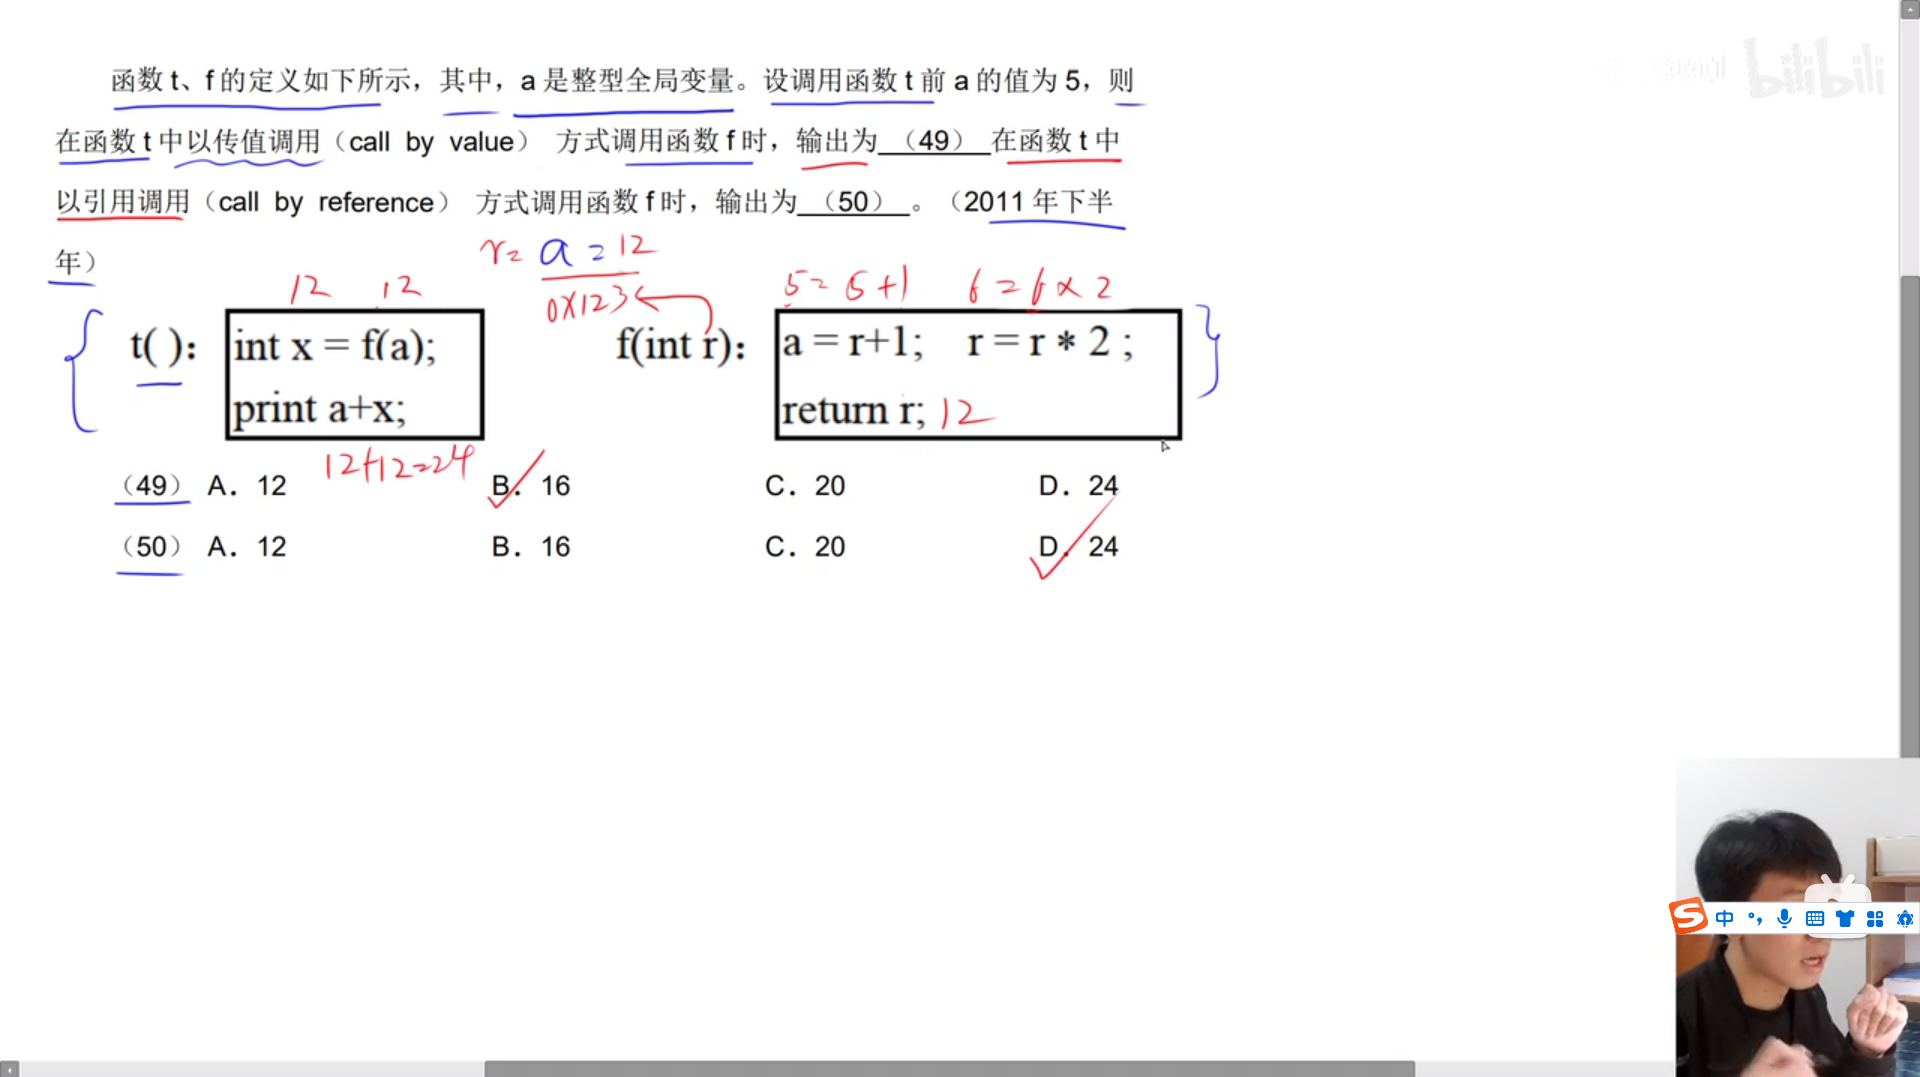 bilibili
函数 t、f 的定义如下所示，其中，a 是整型全局变量。设调用函数 t 前 a 的值为 5，则
在函数 t 中以传值调用（call by value） 方式调用函数 f 时，输出为 （49） 在函数 t 中
以引用调用（call by reference） 方式调用函数 f 时，输出为 （50） 。（2011 年下半
年）
r= a = 12
12 12
0x123
5= 5+1 6=6×2
t( )： int x = f(a); f(int r)： a = r+1; r = r * 2 ;
print a+x; return r; 12
12+12=24
（49） A．12 B．16 C．20 D．24
（50） A．12 B．16 C．20 D．24
S 中